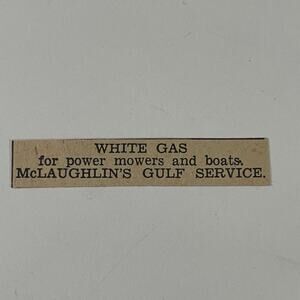 WHITE GAS
for power mowers and boats.
McLAUGHLIN'S GULF SERVICE.